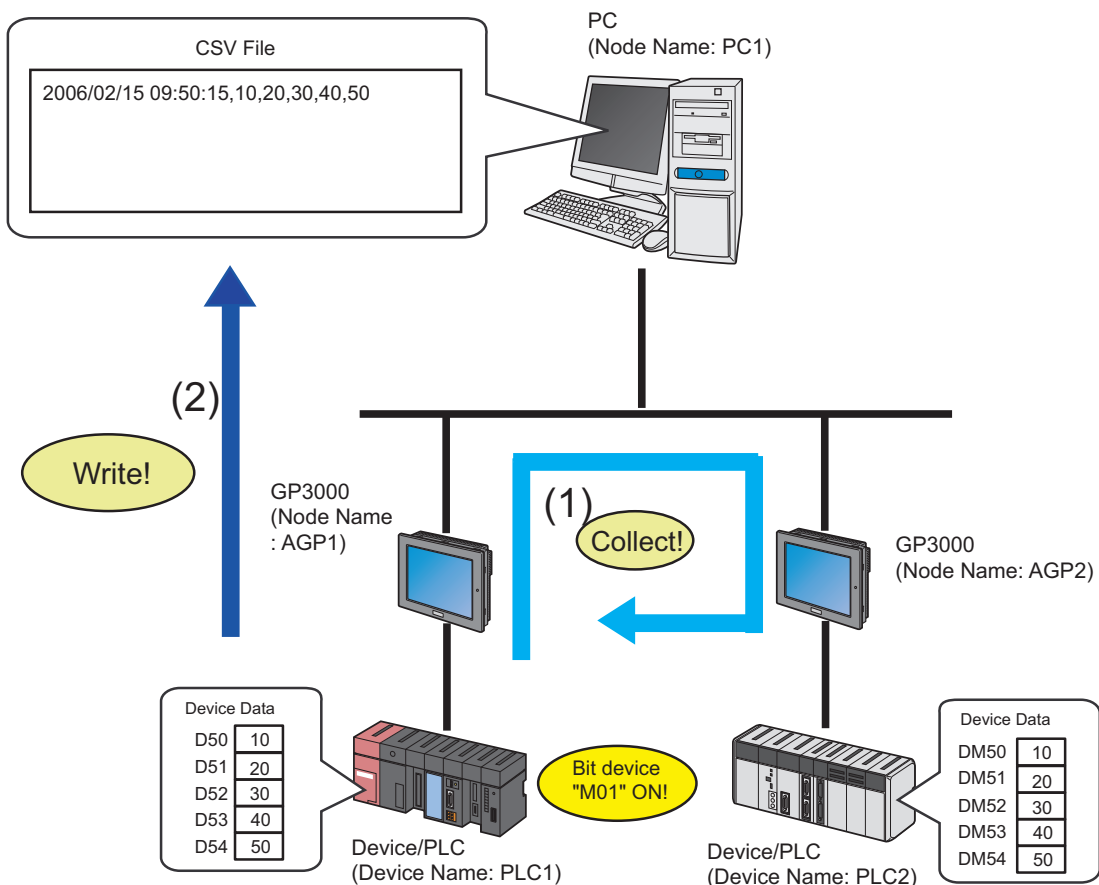 PC
(Node Name: PC1)
CSV File
2006/02/15 09:50:15,10,20,30,40,50
(2)
Write!
GP3000
(Node Name
: AGP1)
(1)
Collect!
GP3000
(Node Name: AGP2)
Device Data
D50 10
D51 20
D52 30
D53 40
D54 50
Bit device
"M01" ON!
Device/PLC
(Device Name: PLC1)
Device/PLC
(Device Name: PLC2)
Device Data
DM50 10
DM51 20
DM52 30
DM53 40
DM54 50